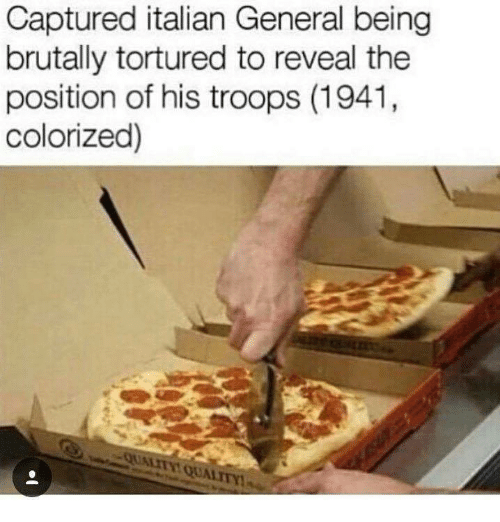 Captured italian General being
brutally tortured to reveal the
position of his troops (1941,
colorized)
QUALITY! QUALITY!